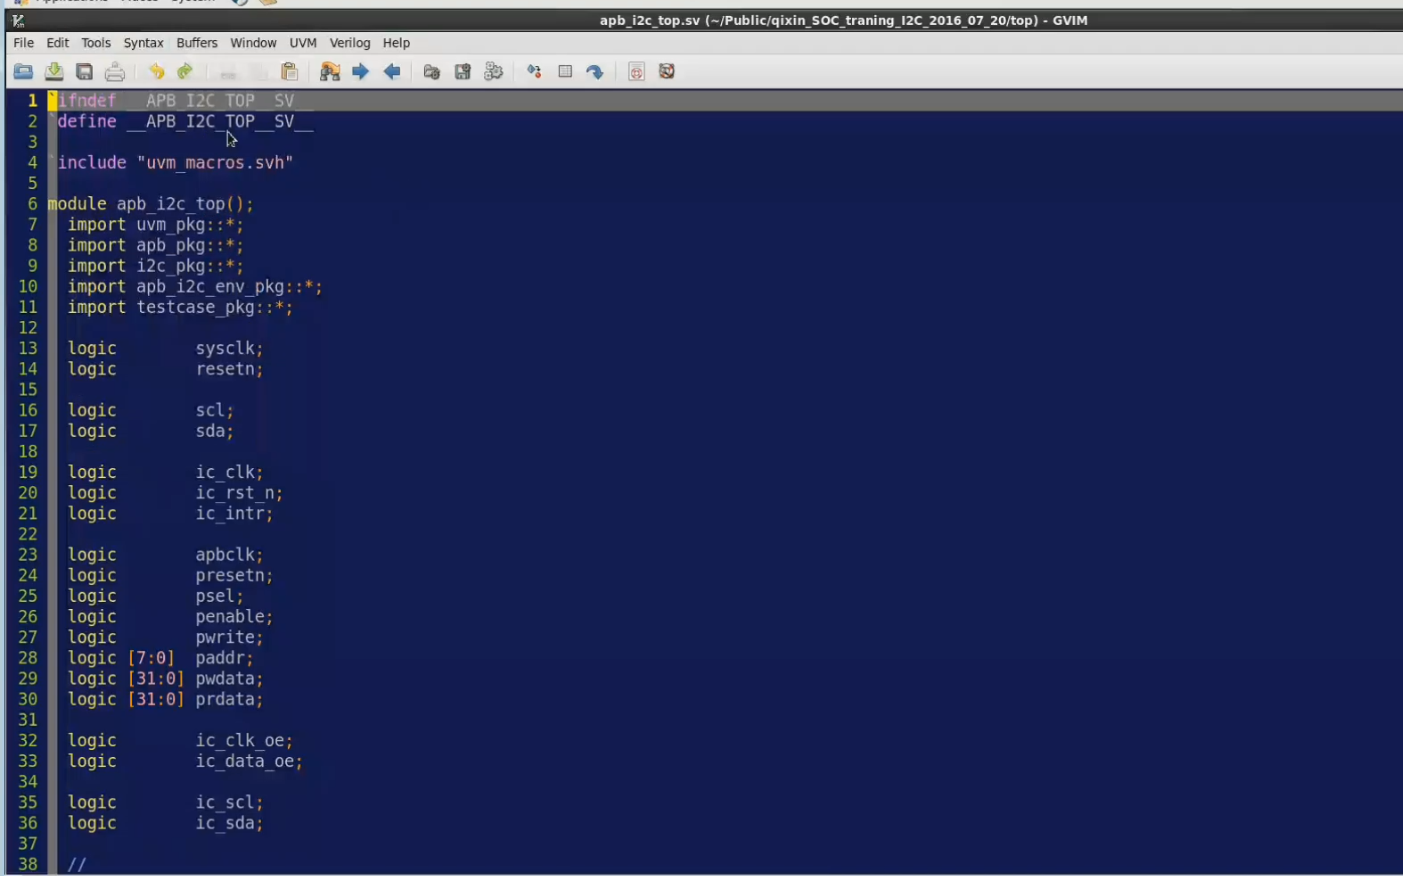 apb_i2c_top.sv (~/Public/qixin_SOC_traning_I2C_2016_07_20/top) - GVIM
File Edit Tools Syntax Buffers Window UVM Verilog Help
1 `ifndef __APB_I2C_TOP__SV__
2 `define __APB_I2C_TOP__SV__
3
4 `include "uvm_macros.svh"
5
6 module apb_i2c_top();
7 import uvm_pkg::*;
8 import apb_pkg::*;
9 import i2c_pkg::*;
10 import apb_i2c_env_pkg::*;
11 import testcase_pkg::*;
12
13 logic sysclk;
14 logic resetn;
15
16 logic scl;
17 logic sda;
18
19 logic ic_clk;
20 logic ic_rst_n;
21 logic ic_intr;
22
23 logic apbclk;
24 logic presetn;
25 logic psel;
26 logic penable;
27 logic pwrite;
28 logic [7:0] paddr;
29 logic [31:0] pwdata;
30 logic [31:0] prdata;
31
32 logic ic_clk_oe;
33 logic ic_data_oe;
34
35 logic ic_scl;
36 logic ic_sda;
37
38 //